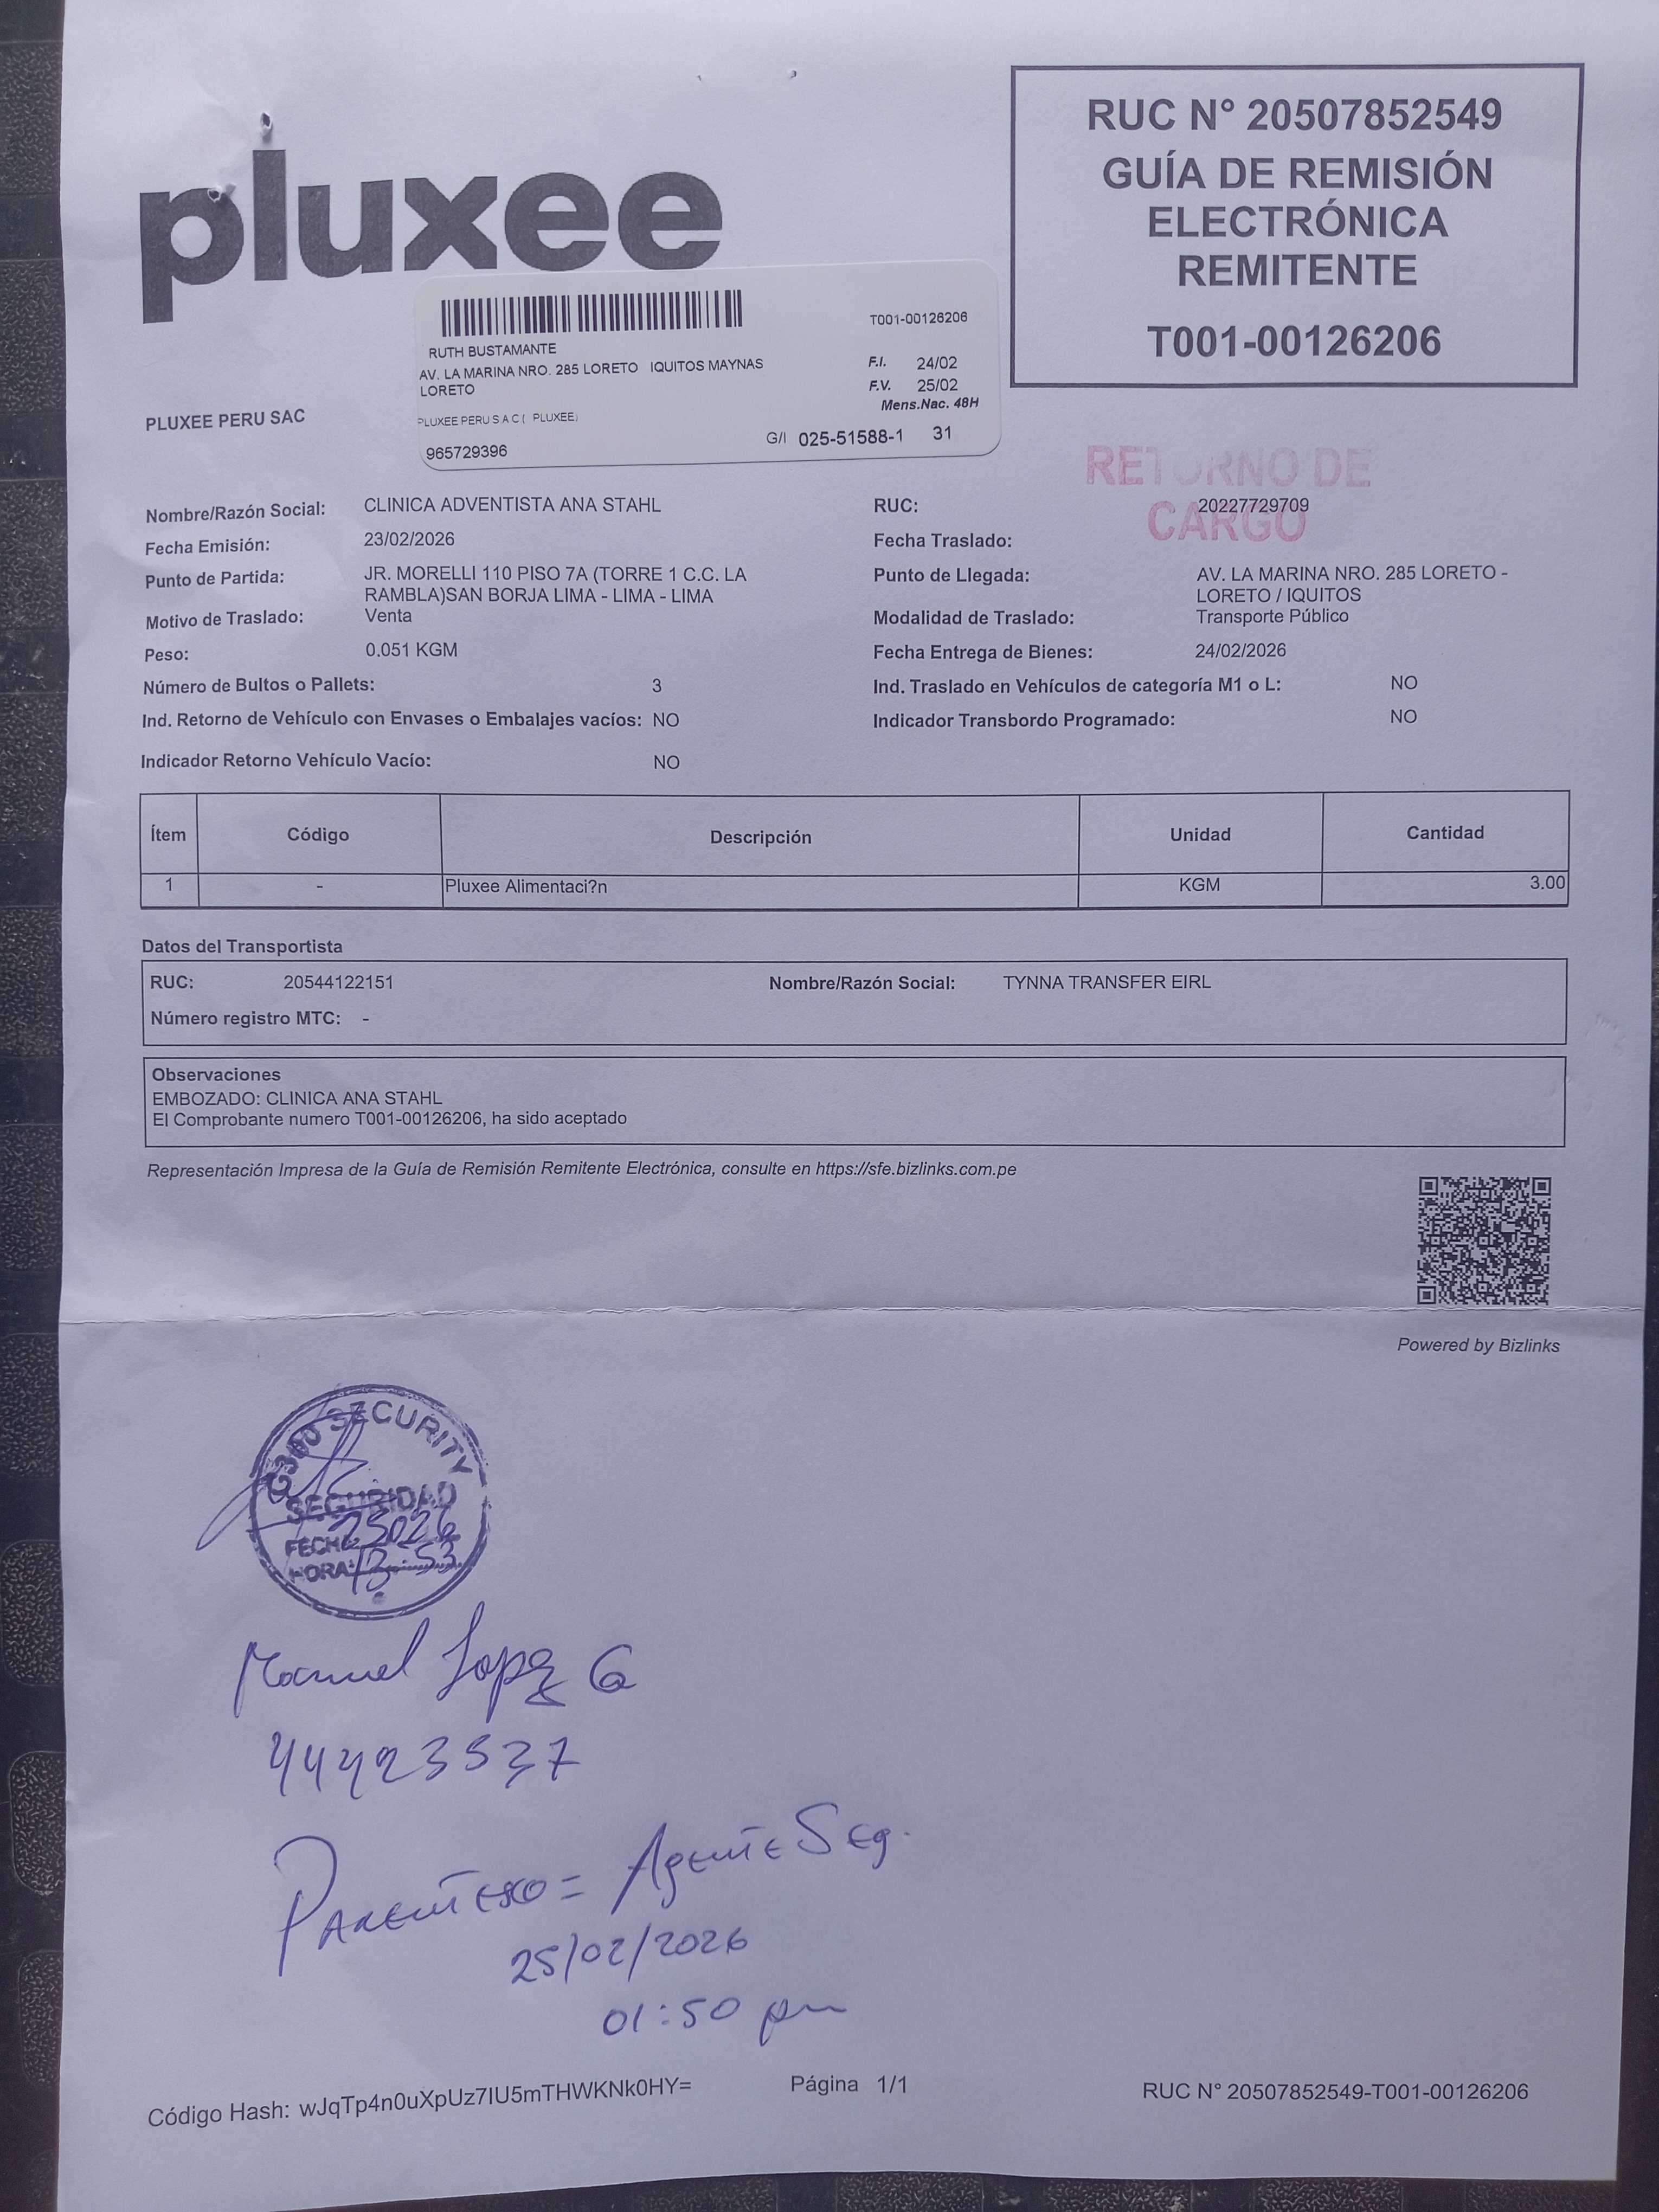 pluxee
RUC N° 20507852549
GUÍA DE REMISIÓN
ELECTRÓNICA
REMITENTE
T001-00126206
T001-00126206
RUTH BUSTAMANTE
AV. LA MARINA NRO. 285 LORETO IQUITOS MAYNAS
LORETO
F.I. 24/02
F.V. 25/02
Mens.Nac. 48H
PLUXEE PERU S A C ( PLUXEE)
G/I 025-51588-1 31
965729396
PLUXEE PERU SAC
RETORNO DE
CARGO
Nombre/Razón Social: CLINICA ADVENTISTA ANA STAHL RUC: 20227729709
Fecha Emisión: 23/02/2026 Fecha Traslado:
Punto de Partida: JR. MORELLI 110 PISO 7A (TORRE 1 C.C. LA Punto de Llegada: AV. LA MARINA NRO. 285 LORETO -
RAMBLA)SAN BORJA LIMA - LIMA - LIMA LORETO / IQUITOS
Motivo de Traslado: Venta Modalidad de Traslado: Transporte Público
Peso: 0.051 KGM Fecha Entrega de Bienes: 24/02/2026
Número de Bultos o Pallets: 3 Ind. Traslado en Vehículos de categoría M1 o L: NO
Ind. Retorno de Vehículo con Envases o Embalajes vacíos: NO Indicador Transbordo Programado: NO
Indicador Retorno Vehículo Vacío: NO
Ítem Código Descripción Unidad Cantidad
1 - Pluxee Alimentaci?n KGM 3.00
Datos del Transportista
RUC: 20544122151 Nombre/Razón Social: TYNNA TRANSFER EIRL
Número registro MTC: -
Observaciones
EMBOZADO: CLINICA ANA STAHL
El Comprobante numero T001-00126206, ha sido aceptado
Representación Impresa de la Guía de Remisión Remitente Electrónica, consulte en https://sfe.bizlinks.com.pe
Powered by Bizlinks
SECURITY
SEGURIDAD
FECHA: 250226
HORA: 13:53
Manuel Lopez G
44423537
PARENTESCO = Agente Seg.
25/02/2026
01:50 pm
Código Hash: wJqTp4n0uXpUz7IU5mTHWKNk0HY= Página 1/1 RUC N° 20507852549-T001-00126206